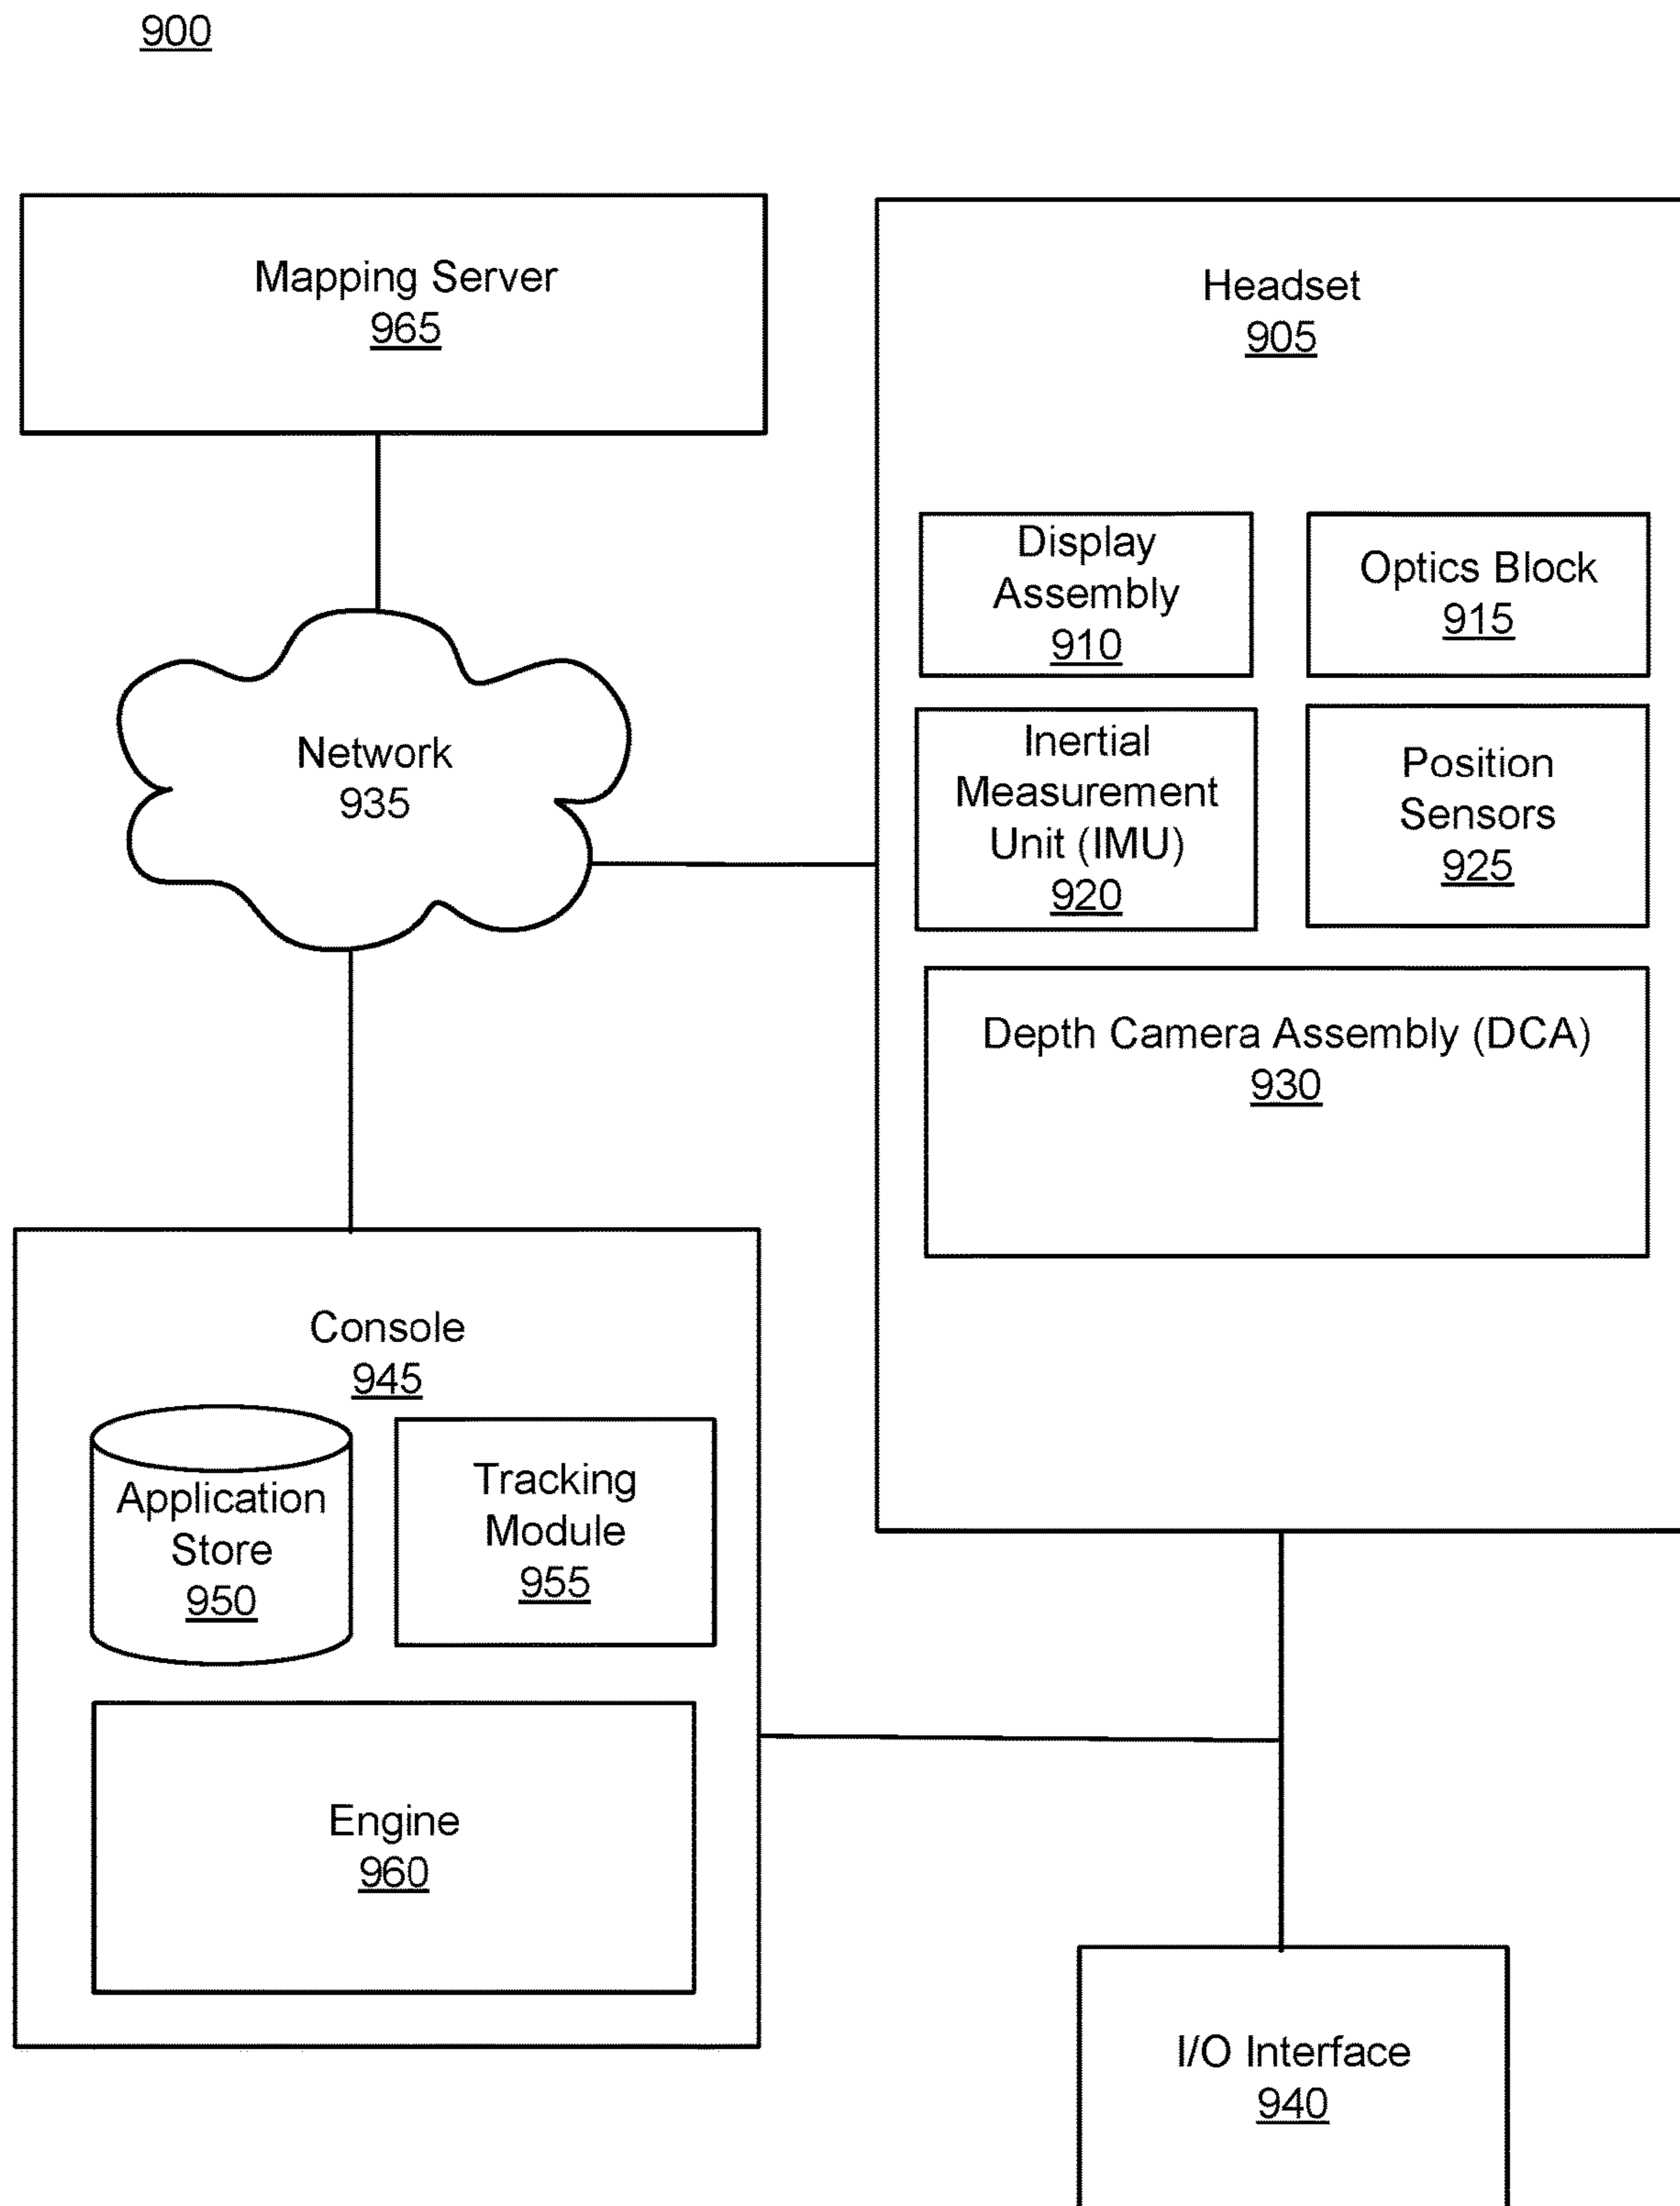 900
Mapping Server
965
Headset
905
Display
Assembly
910
Optics Block
915
Inertial
Measurement
Unit (IMU)
920
Position
Sensors
925
Depth Camera Assembly (DCA)
930
Network
935
Console
945
Application
Store
950
Tracking
Module
955
Engine
960
I/O Interface
940